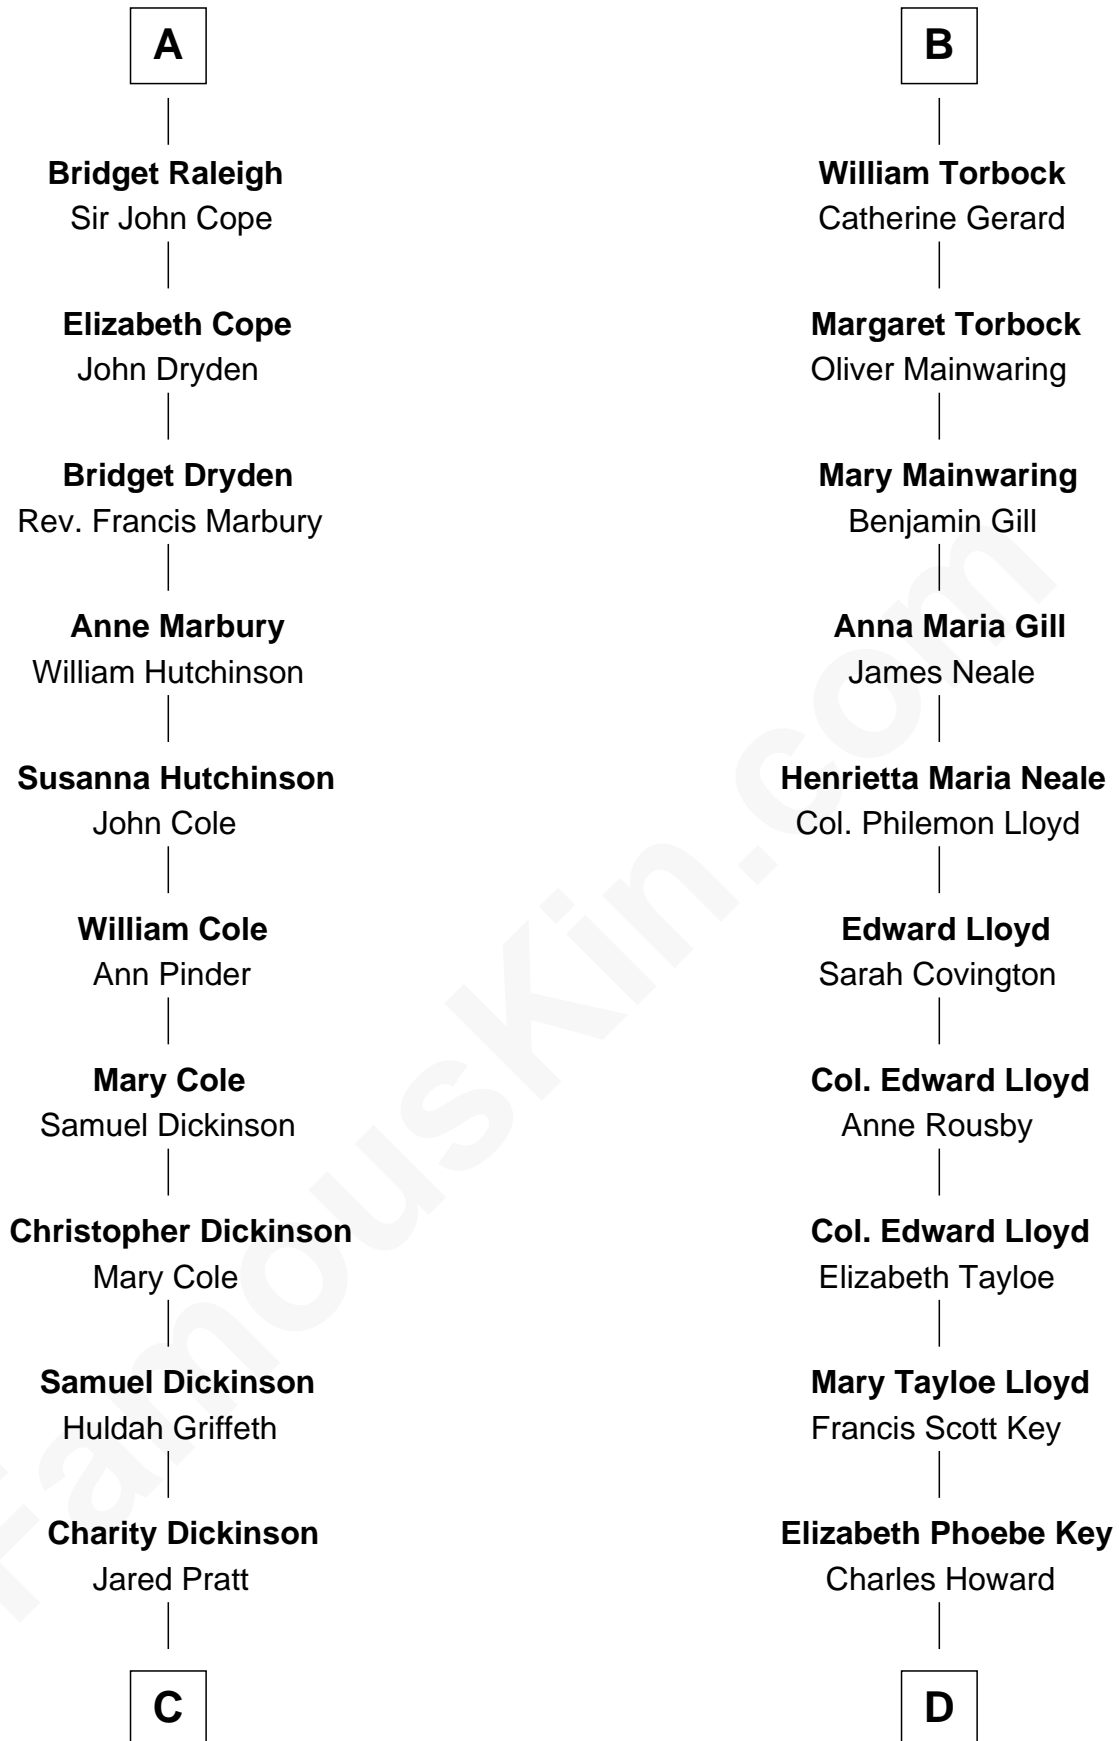 A
Bridget Raleigh
Sir John Cope
Elizabeth Cope
John Dryden
Bridget Dryden
Rev. Francis Marbury
Anne Marbury
William Hutchinson
Susanna Hutchinson
John Cole
William Cole
Ann Pinder
Mary Cole
Samuel Dickinson
Christopher Dickinson
Mary Cole
Samuel Dickinson
Huldah Griffeth
Charity Dickinson
Jared Pratt
C
B
William Torbock
Catherine Gerard
Margaret Torbock
Oliver Mainwaring
Mary Mainwaring
Benjamin Gill
Anna Maria Gill
James Neale
Henrietta Maria Neale
Col. Philemon Lloyd
Edward Lloyd
Sarah Covington
Col. Edward Lloyd
Anne Rousby
Col. Edward Lloyd
Elizabeth Tayloe
Mary Tayloe Lloyd
Francis Scott Key
Elizabeth Phoebe Key
Charles Howard
D
FamousKin.com